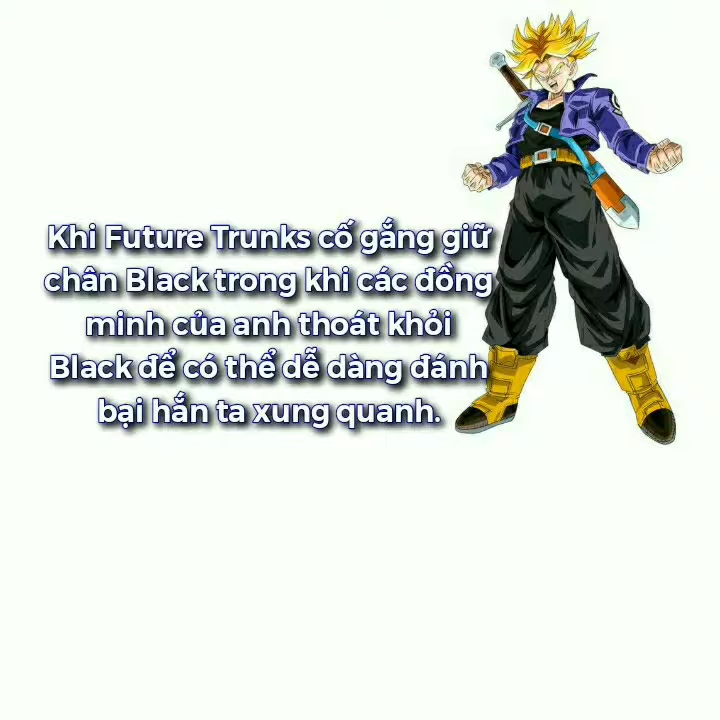 Khi Future Trunks cố gắng giữ
chân Black trong khi các đồng
minh của anh thoát khỏi
Black để có thể dễ dàng đánh
bại hắn ta xung quanh.